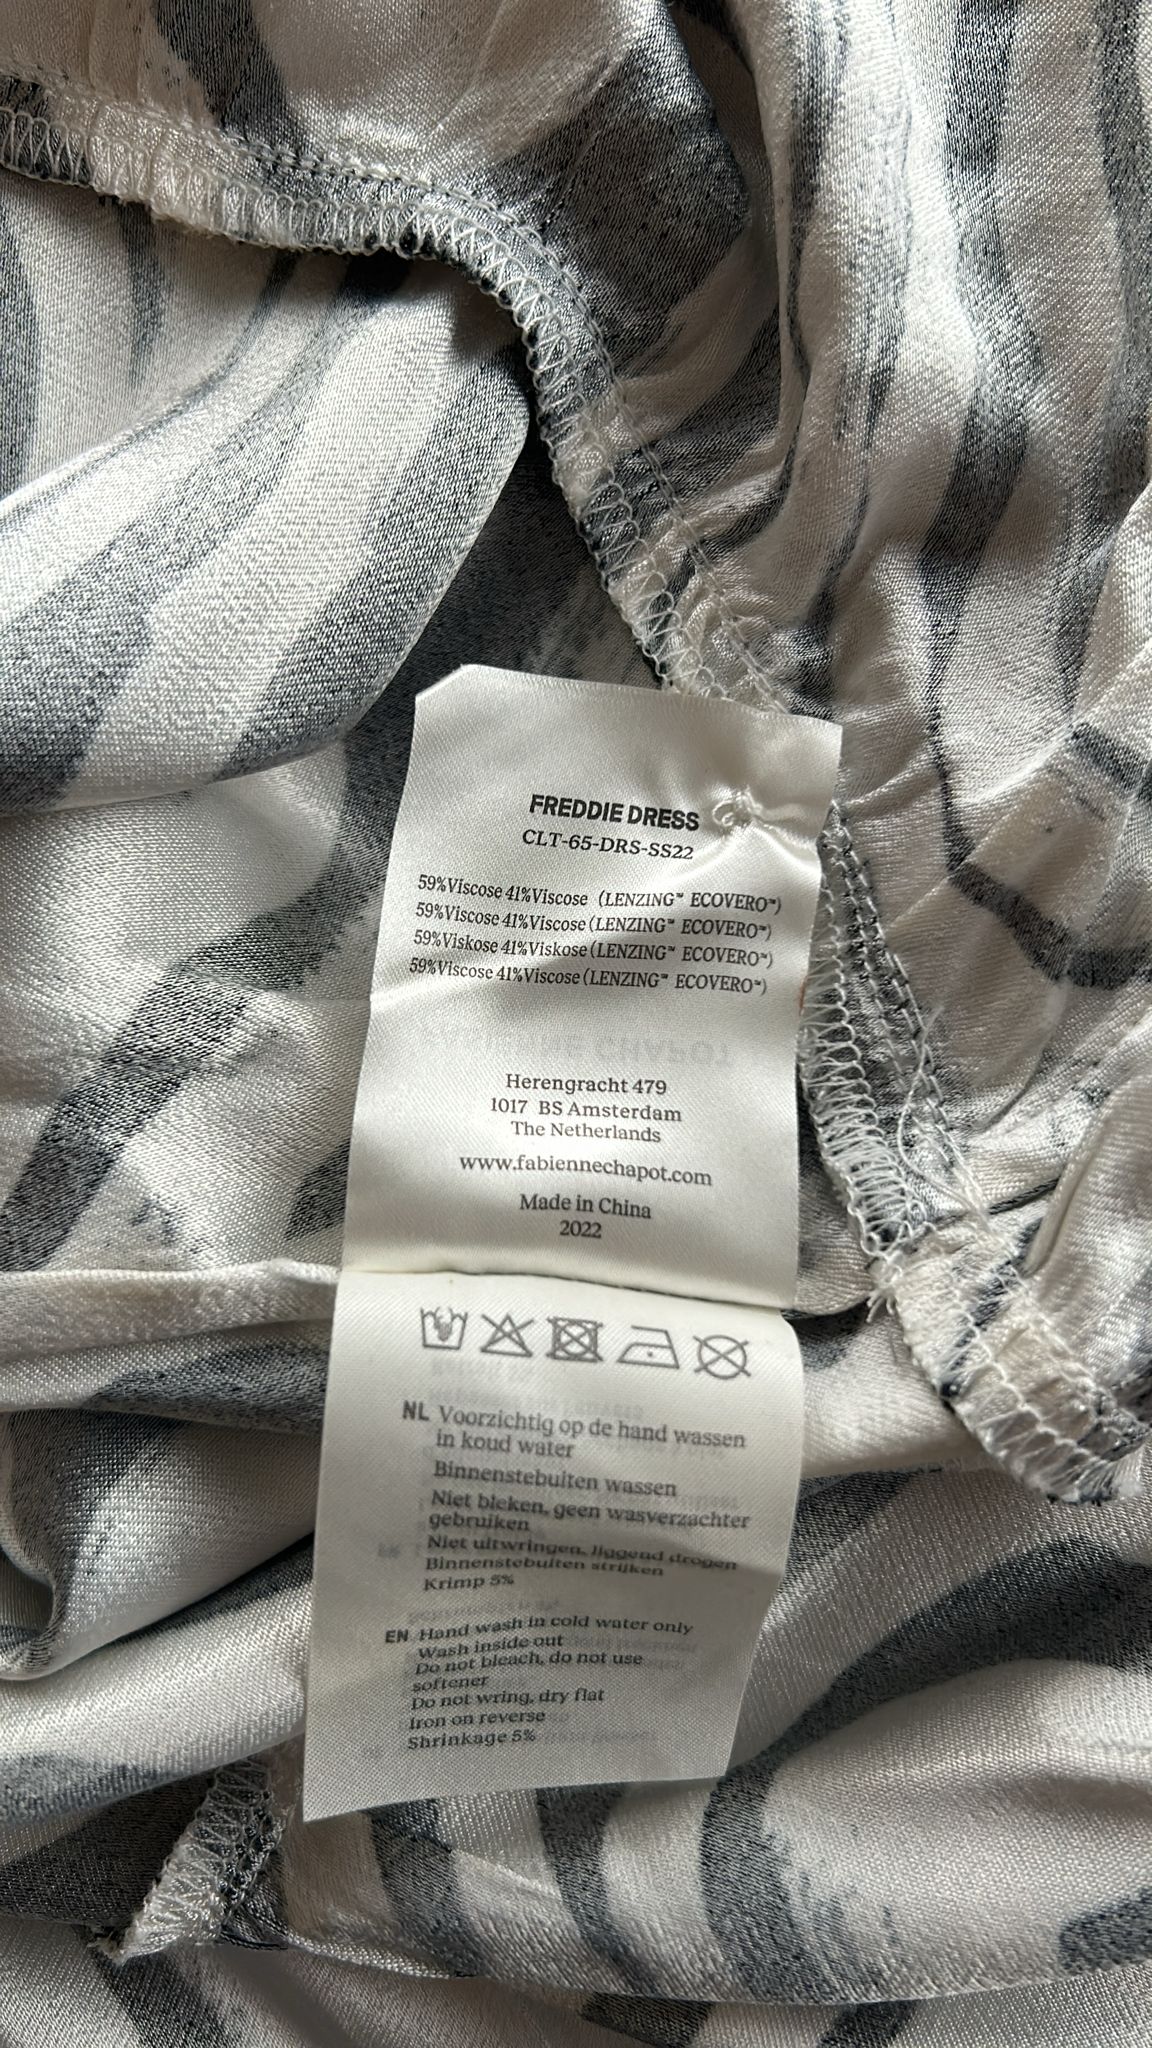 FREDDIE DRESS
CLT-65-DRS-SS22
59%Viscose 41%Viscose (LENZING™ ECOVERO™)
59%Viscose 41%Viscose (LENZING™ ECOVERO™)
59%Viskose 41%Viskose (LENZING™ ECOVERO™)
59%Viscose 41%Viscose (LENZING™ ECOVERO™)
Herengracht 479
1017 BS Amsterdam
The Netherlands
www.fabiennechapot.com
Made in China
2022
NL Voorzichtig op de hand wassen
in koud water
Binnenstebuiten wassen
Niet bleken, geen wasverzachter
gebruiken
Niet uitwringen, liggend drogen
Binnenstebuiten strijken
Krimp 5%
EN Hand wash in cold water only
Wash inside out
Do not bleach, do not use
softener
Do not wring, dry flat
Iron on reverse
Shrinkage 5%